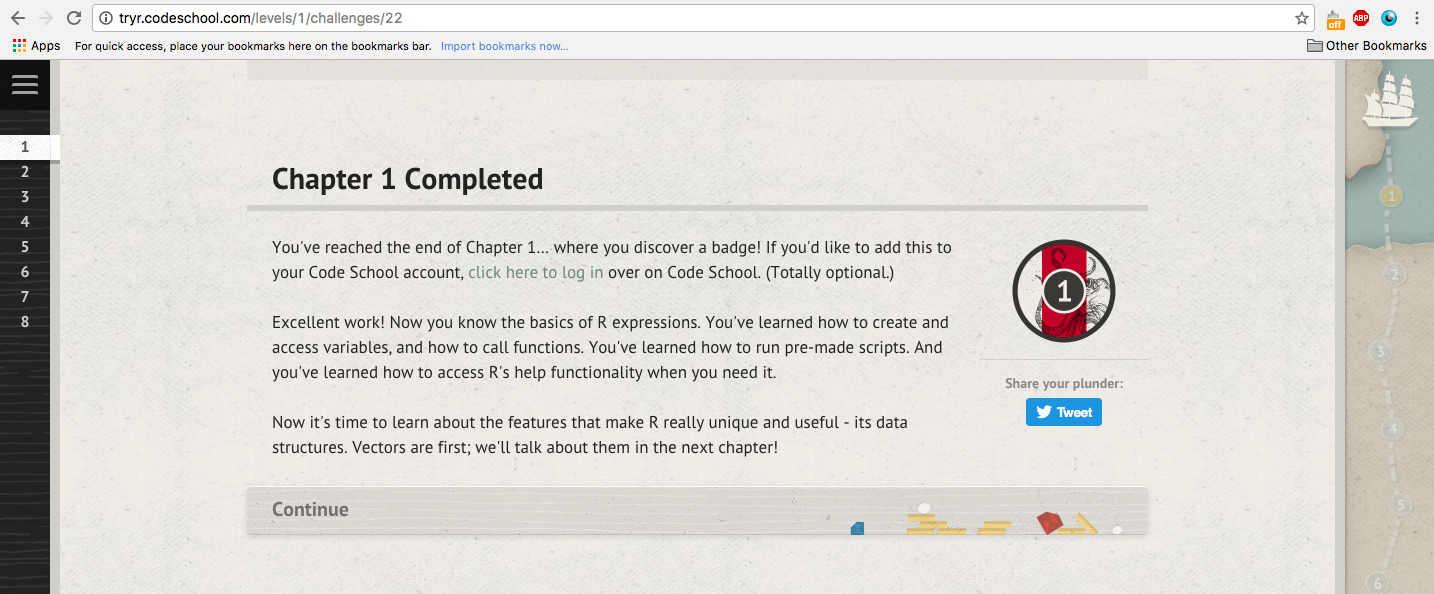 tryr.codeschool.com/levels/1/challenges/22
off
ABP
Apps
For quick access, place your bookmarks here on the bookmarks bar. Import bookmarks now...
Other Bookmarks
1
2
3
4
5
6
7
8
Chapter 1 Completed
You've reached the end of Chapter 1... where you discover a badge! If you'd like to add this to
your Code School account, click here to log in over on Code School. (Totally optional.)
Excellent work! Now you know the basics of R expressions. You've learned how to create and
access variables, and how to call functions. You've learned how to run pre-made scripts. And
you've learned how to access R's help functionality when you need it.
Now it's time to learn about the features that make R really unique and useful - its data
structures. Vectors are first; we'll talk about them in the next chapter!
1
Share your plunder:
Tweet
Continue
1
2
3
4
5
6